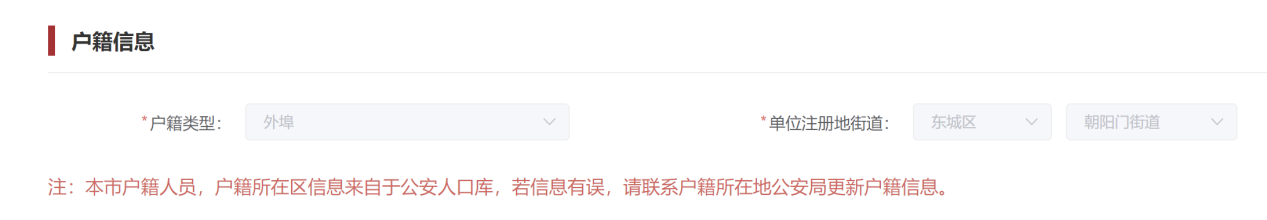 户籍信息
*户籍类型： 外埠 *单位注册地街道： 东城区 朝阳门街道
注：本市户籍人员，户籍所在区信息来自于公安人口库，若信息有误，请联系户籍所在地公安局更新户籍信息。